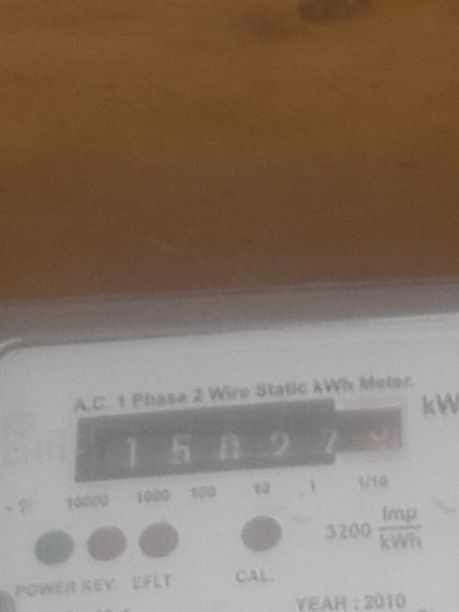 A.C. 1 Phase 2 Wire Static kWh Meter.
kW
10000 1000 100 10 1 1/10
3200 imp/kWh
POWER REV. EFLT CAL.
YEAR : 2010